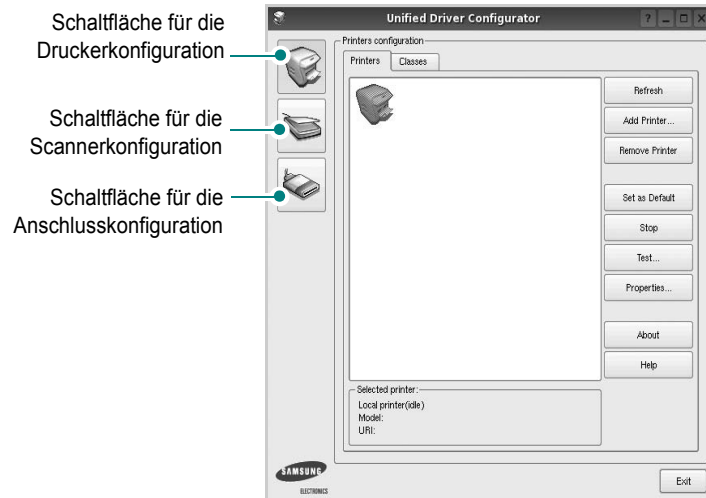 Schaltfläche für die
Druckerkonfiguration
Schaltfläche für die
Scannerkonfiguration
Schaltfläche für die
Anschlusskonfiguration
Unified Driver Configurator
Printers configuration
Printers
Classes
Refresh
Add Printer...
Remove Printer
Set as Default
Stop
Test...
Properties...
About
Help
Selected printer:
Local printer(idle)
Model:
URI:
SAMSUNG
ELECTRONICS
Exit